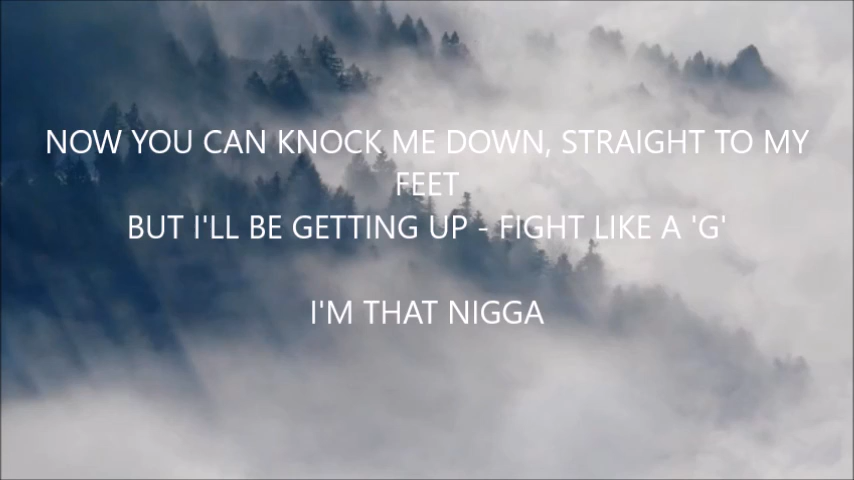 NOW YOU CAN KNOCK ME DOWN, STRAIGHT TO MY
FEET
BUT I'LL BE GETTING UP - FIGHT LIKE A 'G'
I'M THAT NIGGA